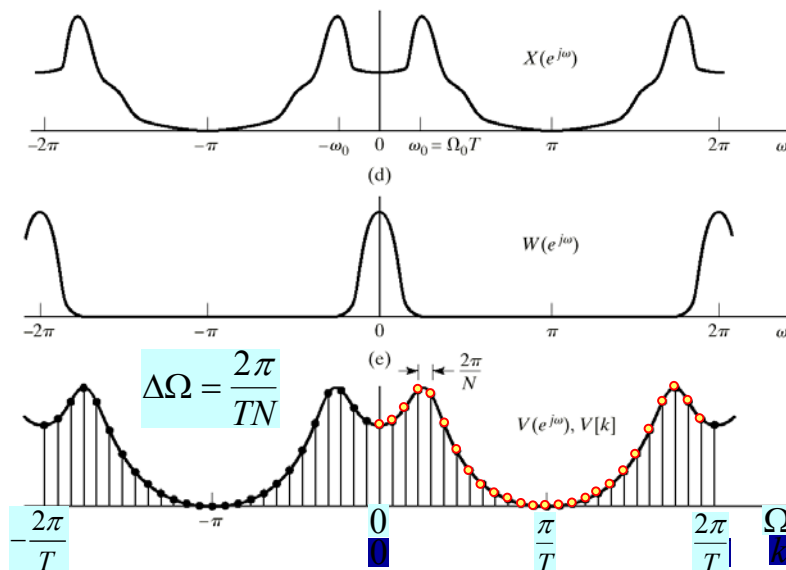 X(e^{jω})
−2π −π −ω₀ 0 ω₀ = Ω₀T π 2π ω
(d)
W(e^{jω})
−2π −π 0 π 2π ω
(e)
ΔΩ = 2π/TN
2π/N
V(e^{jω}), V[k]
−2π/T −π 0 π/T 2π/T Ω
0 k